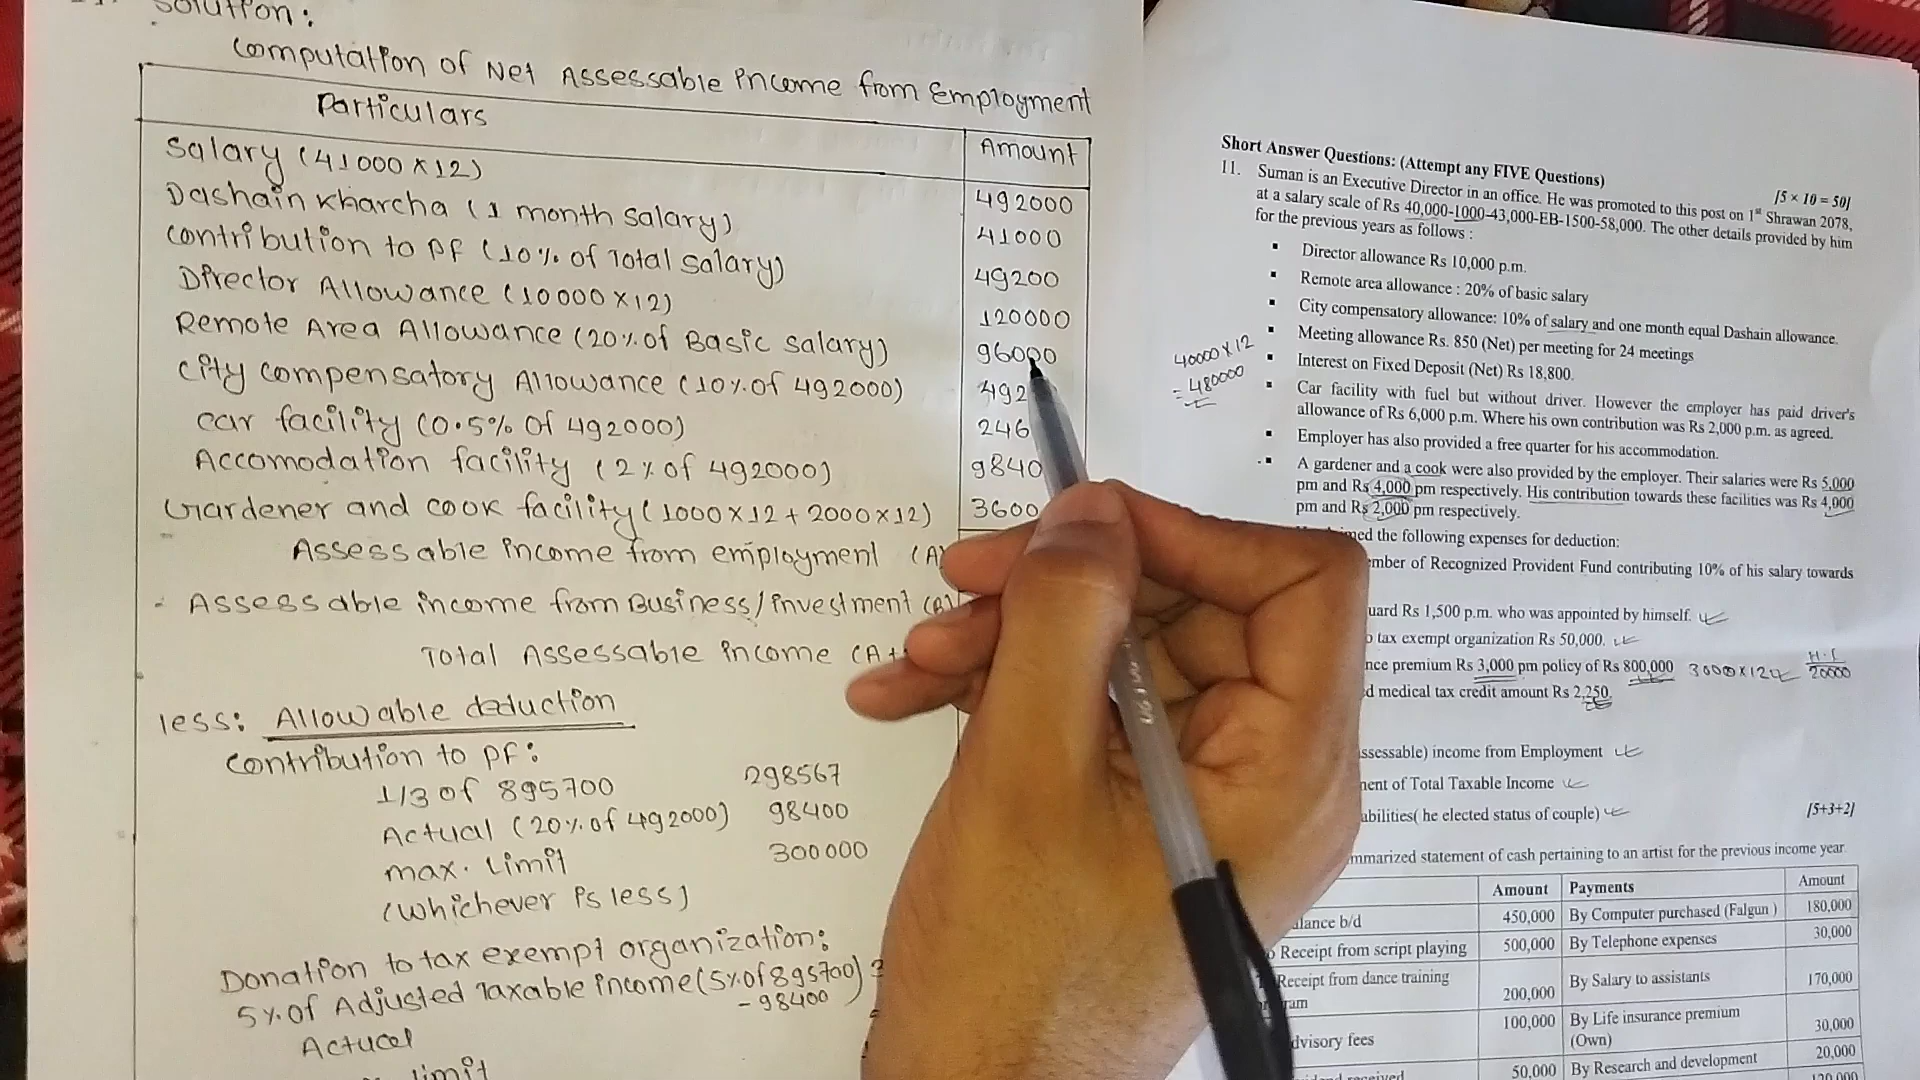 Solution:
Computation of Net Assessable Income from Employment
Particulars
Amount
Salary (41000 x 12)
492000
Dashain Kharcha (1 month salary)
41000
Contribution to PF (10% of Total salary)
49200
Director Allowance (10000 x 12)
120000
Remote Area Allowance (20% of Basic salary)
96000
City compensatory Allowance (10% of 492000)
492
Car facility (0.5% of 492000)
246
Accomodation facility (2% of 492000)
9840
Gardener and cook facility (1000 x 12 + 2000 x 12)
3600
Assessable income from employment (A)
Assessable income from Business/investment (B)
Total Assessable Income (A+
less: Allowable deduction
Contribution to PF:
1/3 of 895700 298567
Actual (20% of 492000) 98400
max. Limit 300000
(whichever is less)
Donation to tax exempt organization:
5% of Adjusted Taxable income (5% of 895700)
- 98400
Actual
limit
Short Answer Questions: (Attempt any FIVE Questions)
[5 × 10 = 50]
11. Suman is an Executive Director in an office. He was promoted to this post on 1st Shrawan 2078,
at a salary scale of Rs 40,000-1000-43,000-EB-1500-58,000. The other details provided by him
for the previous years as follows :
▪ Director allowance Rs 10,000 p.m.
▪ Remote area allowance : 20% of basic salary
▪ City compensatory allowance: 10% of salary and one month equal Dashain allowance.
▪ Meeting allowance Rs. 850 (Net) per meeting for 24 meetings
▪ Interest on Fixed Deposit (Net) Rs 18,800.
40000 x 12
= 480000
▪ Car facility with fuel but without driver. However the employer has paid driver's
allowance of Rs 6,000 p.m. Where his own contribution was Rs 2,000 p.m. as agreed.
▪ Employer has also provided a free quarter for his accommodation.
▪ A gardener and a cook were also provided by the employer. Their salaries were Rs 5,000
pm and Rs 4,000 pm respectively. His contribution towards these facilities was Rs 4,000
pm and Rs 2,000 pm respectively.
med the following expenses for deduction:
mber of Recognized Provident Fund contributing 10% of his salary towards
uard Rs 1,500 p.m. who was appointed by himself.
tax exempt organization Rs 50,000.
nce premium Rs 3,000 pm policy of Rs 800,000 3000 x 12 H.I 20000
d medical tax credit amount Rs 2,250.
ssessable) income from Employment
nent of Total Taxable Income
abilities( he elected status of couple)
[5+3+2]
mmarized statement of cash pertaining to an artist for the previous income year.
Amount Payments Amount
lance b/d 450,000 By Computer purchased (Falgun ) 180,000
o Receipt from script playing 500,000 By Telephone expenses 30,000
Receipt from dance training
ram 200,000 By Salary to assistants 170,000
dvisory fees 100,000 By Life insurance premium
(Own) 30,000
50,000 By Research and development 20,000